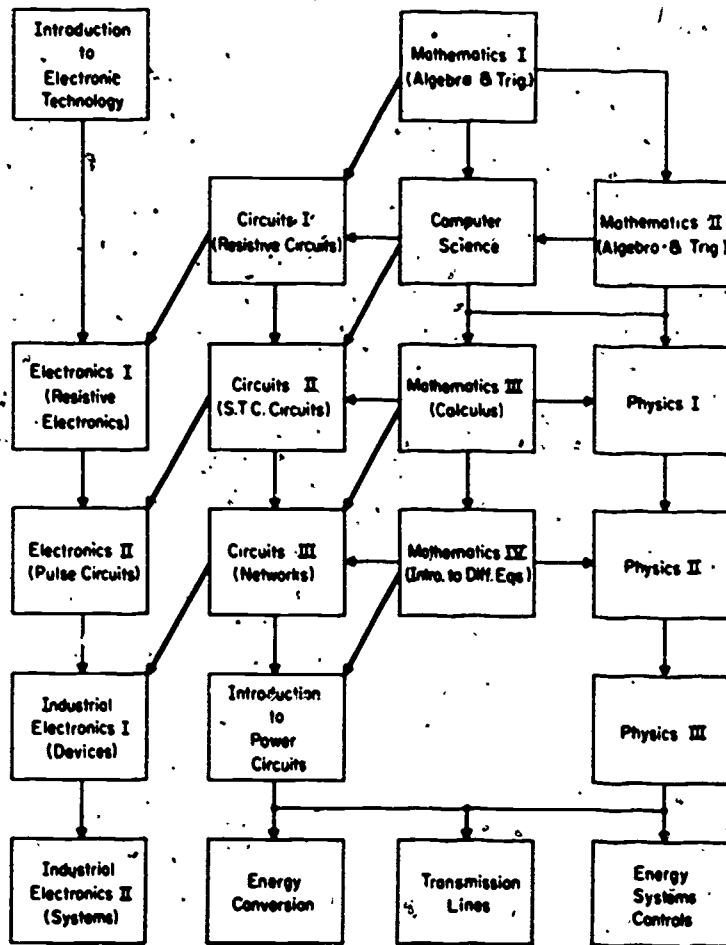 Introduction
to
Electronic
Technology
Mathematics I
(Algebra & Trig.)
Circuits I
(Resistive Circuits)
Computer
Science
Mathematics II
(Algebra & Trig)
Electronics I
(Resistive
Electronics)
Circuits II
(S.T.C. Circuits)
Mathematics III
(Calculus)
Physics I
Electronics II
(Pulse Circuits)
Circuits III
(Networks)
Mathematics IV
(Intro. to Diff. Eqs)
Physics II
Industrial
Electronics I
(Devices)
Introduction
to
Power
Circuits
Physics III
Industrial
Electronics II
(Systems)
Energy
Conversion
Transmission
Lines
Energy
Systems
Controls